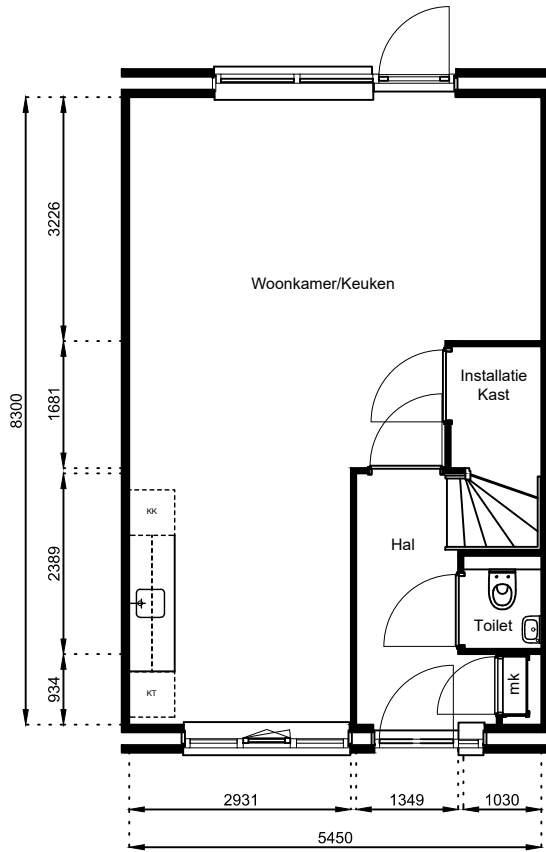 3226
Woonkamer/Keuken
Installatie
Kast
1681
8300
KK
Hal
2389
Toilet
KT
mk
934
2931
1349
1030
5450